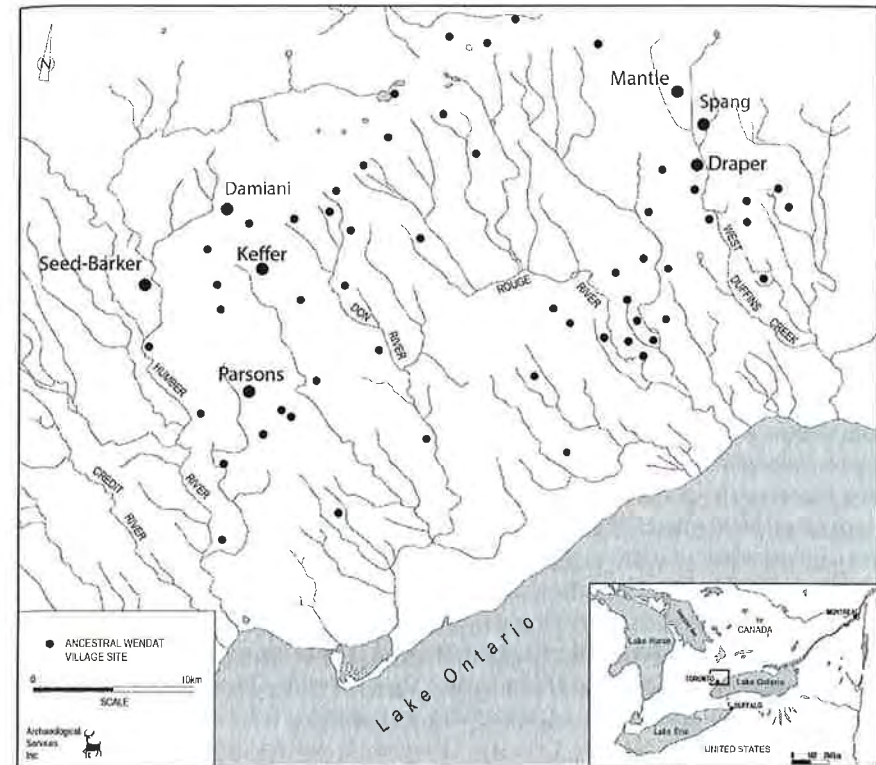 N
Mantle
Spang
Draper
Damiani
Keffer
Seed-Barker
Parsons
HUMBER
RIVER
CREDIT
RIVER
DON
RIVER
ROUGE
RIVER
WEST
DUFFINS
CREEK
Lake Ontario
ANCESTRAL WENDAT
VILLAGE SITE
0 10km
SCALE
Archaeological
Services
Inc
CANADA
MONTREAL
Lake Huron
TORONTO
Lake Ontario
BUFFALO
Lake Erie
UNITED STATES